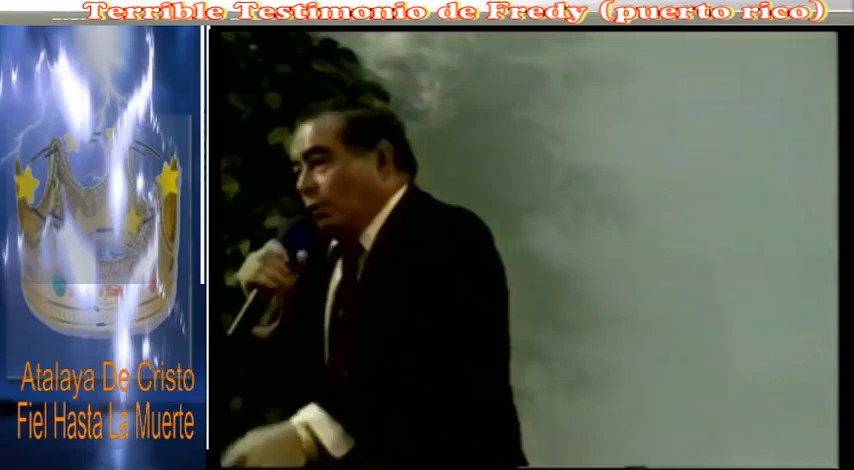 Terrible Testimonio de Fredy (puerto rico)
Atalaya De Cristo
Fiel Hasta La Muerte